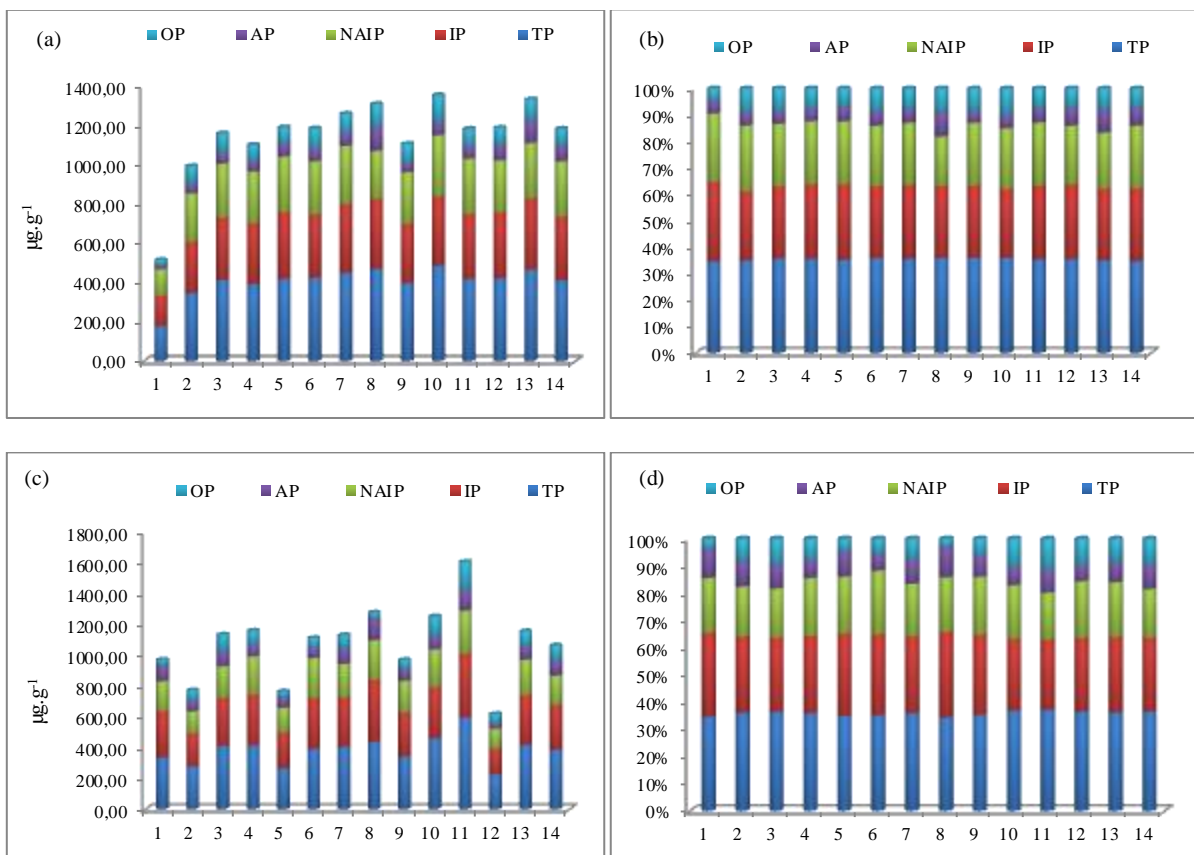 (a)
OP AP NAIP IP TP
µg.g⁻¹
1400,00
1200,00
1000,00
800,00
600,00
400,00
200,00
0,00
1 2 3 4 5 6 7 8 9 10 11 12 13 14
(b)
OP AP NAIP IP TP
100%
90%
80%
70%
60%
50%
40%
30%
20%
10%
0%
1 2 3 4 5 6 7 8 9 10 11 12 13 14
(c)
OP AP NAIP IP TP
µg.g⁻¹
1800,00
1600,00
1400,00
1200,00
1000,00
800,00
600,00
400,00
200,00
0,00
1 2 3 4 5 6 7 8 9 10 11 12 13 14
(d)
OP AP NAIP IP TP
100%
90%
80%
70%
60%
50%
40%
30%
20%
10%
0%
1 2 3 4 5 6 7 8 9 10 11 12 13 14